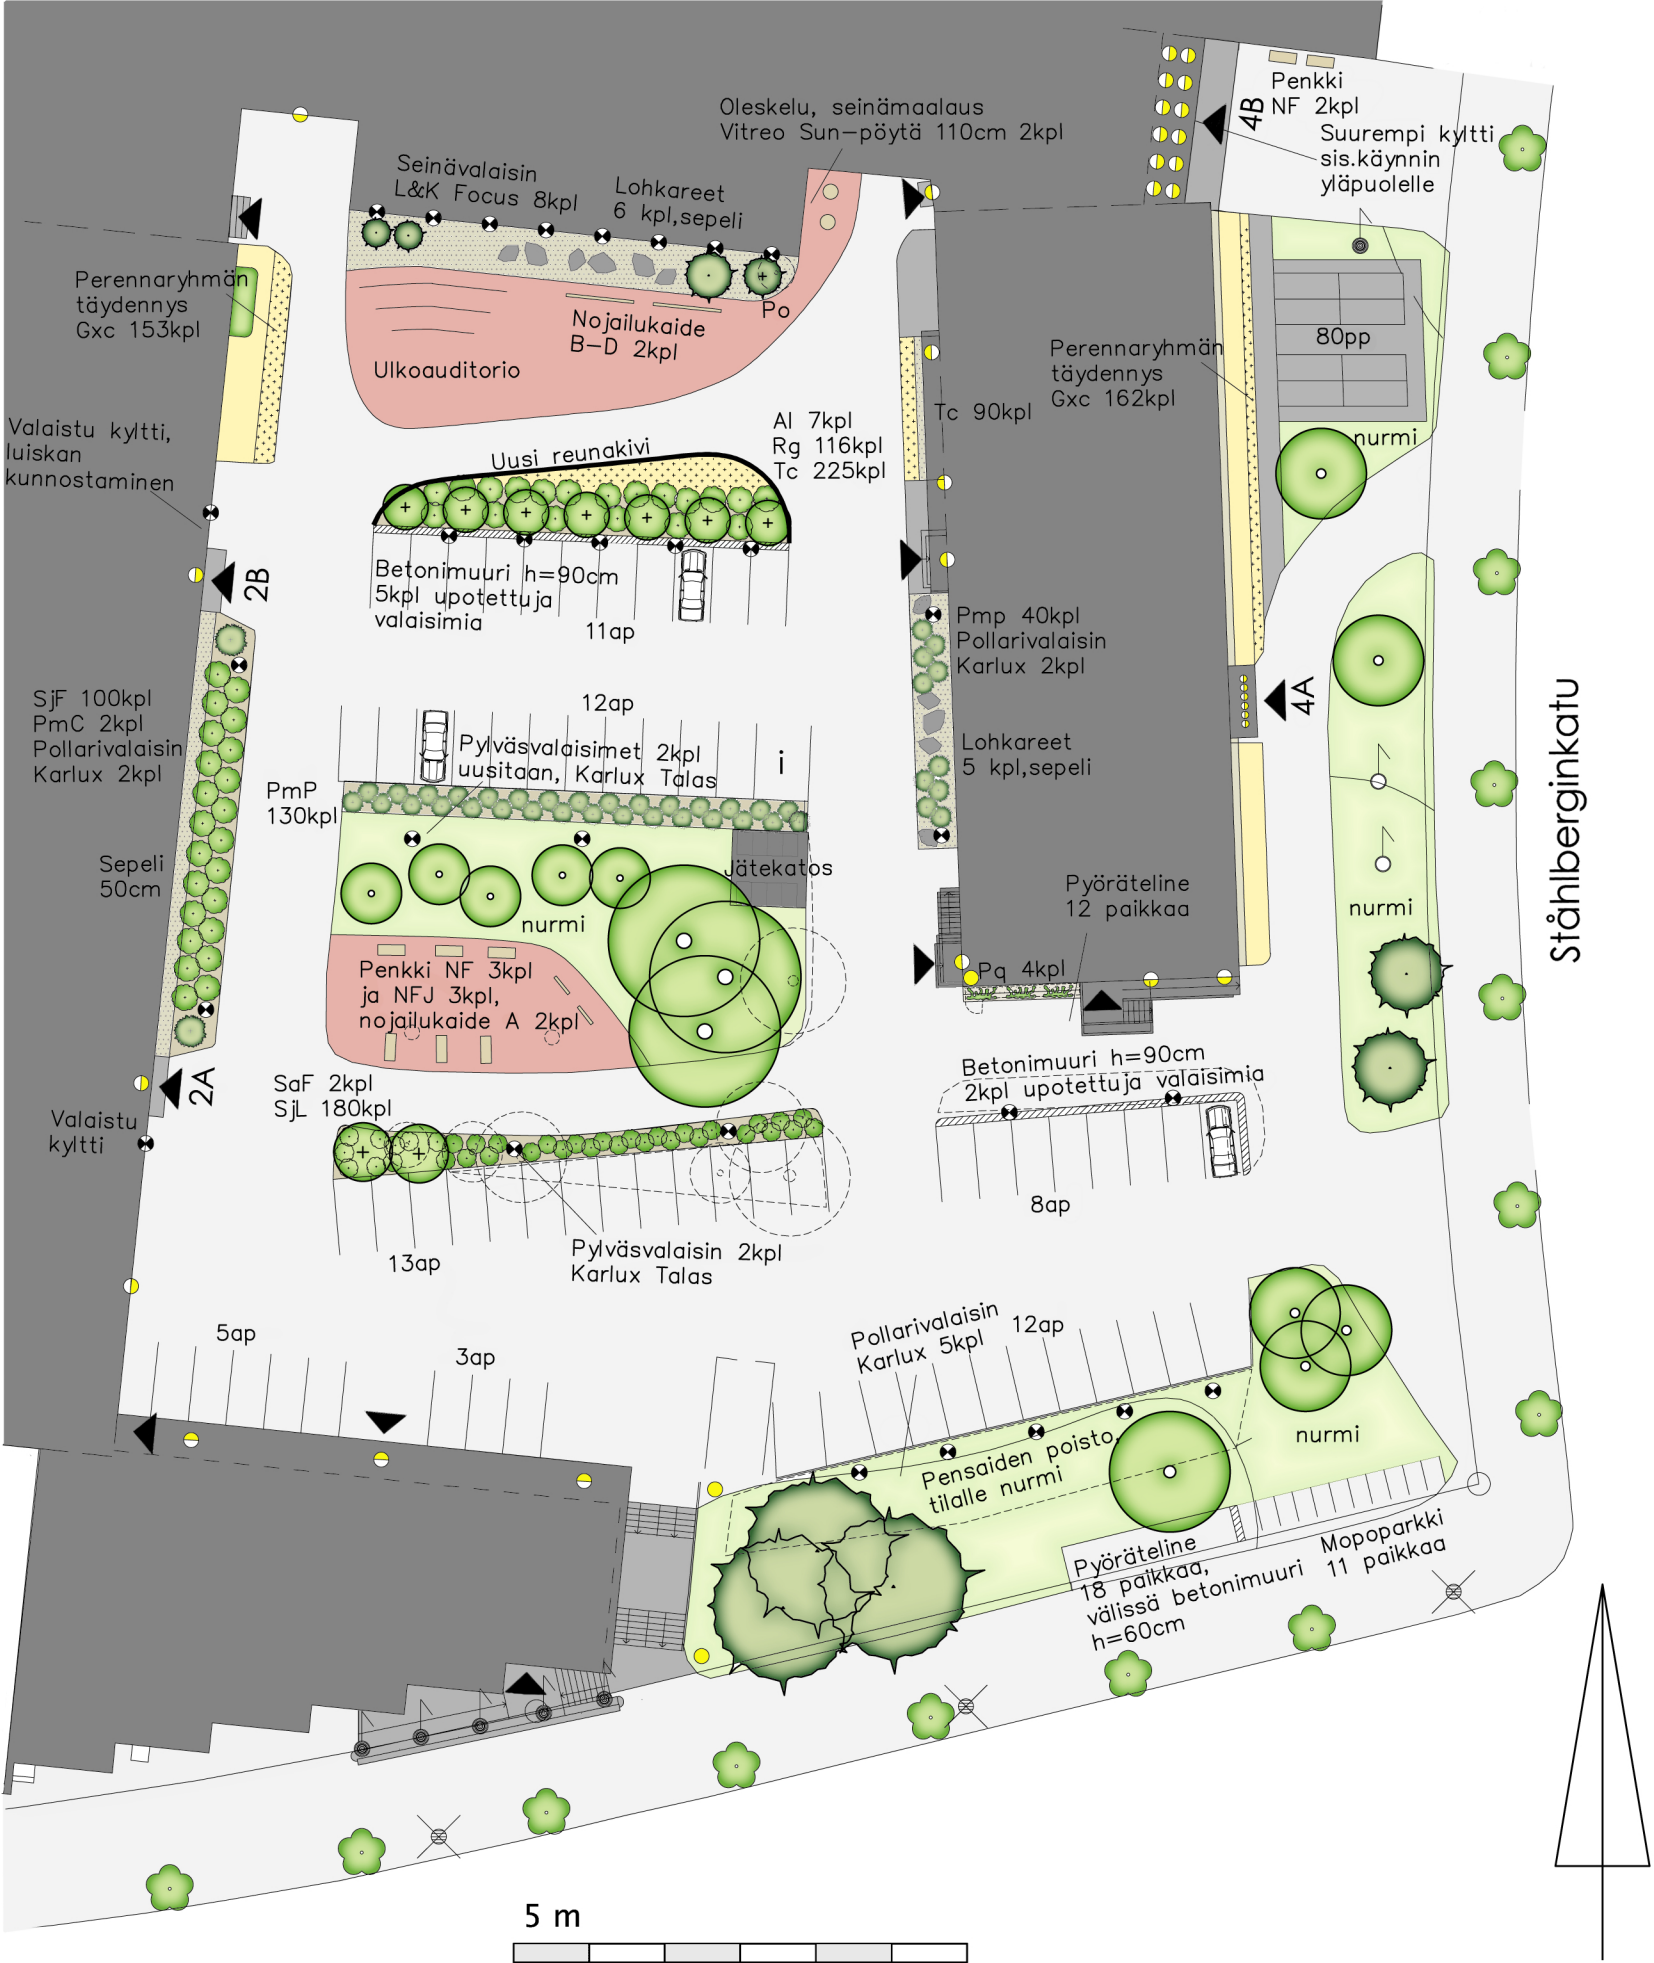 Penkki
NF 2kpl
4B
Suurempi kyltti
sis.käynnin
yläpuolelle
Oleskelu, seinämaalaus
Vitreo Sun-pöytä 110cm 2kpl
Seinävalaisin
L&K Focus 8kpl
Lohkareet
6 kpl,sepeli
Perennaryhmän
täydennys
Gxc 153kpl
Po
Nojailukaide
B-D 2kpl
Ulkoauditorio
80pp
Perennaryhmän
täydennys
Gxc 162kpl
Tc 90kpl
nurmi
Valaistu kyltti,
luiskan
kunnostaminen
Uusi reunakivi
Al 7kpl
Rg 116kpl
Tc 225kpl
2B
Betonimuuri h=90cm
5kpl upotettuja
valaisimia
11ap
Pmp 40kpl
Pollarivalaisin
Karlux 2kpl
4A
Ståhlberginkatu
SjF 100kpl
PmC 2kpl
Pollarivalaisin
Karlux 2kpl
12ap
i
Pylväsvalaisimet 2kpl
uusitaan, Karlux Talas
Lohkareet
5 kpl,sepeli
PmP
130kpl
Sepeli
50cm
Jätekatos
nurmi
Pyöräteline
12 paikkaa
nurmi
Penkki NF 3kpl
ja NFJ 3kpl,
nojailukaide A 2kpl
Pq 4kpl
2A
Valaistu
kyltti
SaF 2kpl
SjL 180kpl
Betonimuuri h=90cm
2kpl upotettuja valaisimia
8ap
13ap
Pylväsvalaisin 2kpl
Karlux Talas
5ap
3ap
Pollarivalaisin
Karlux 5kpl
12ap
nurmi
Pensaiden poisto,
tilalle nurmi
Pyöräteline
18 paikkaa,
välissä betonimuuri
h=60cm
Mopoparkki
11 paikkaa
5 m